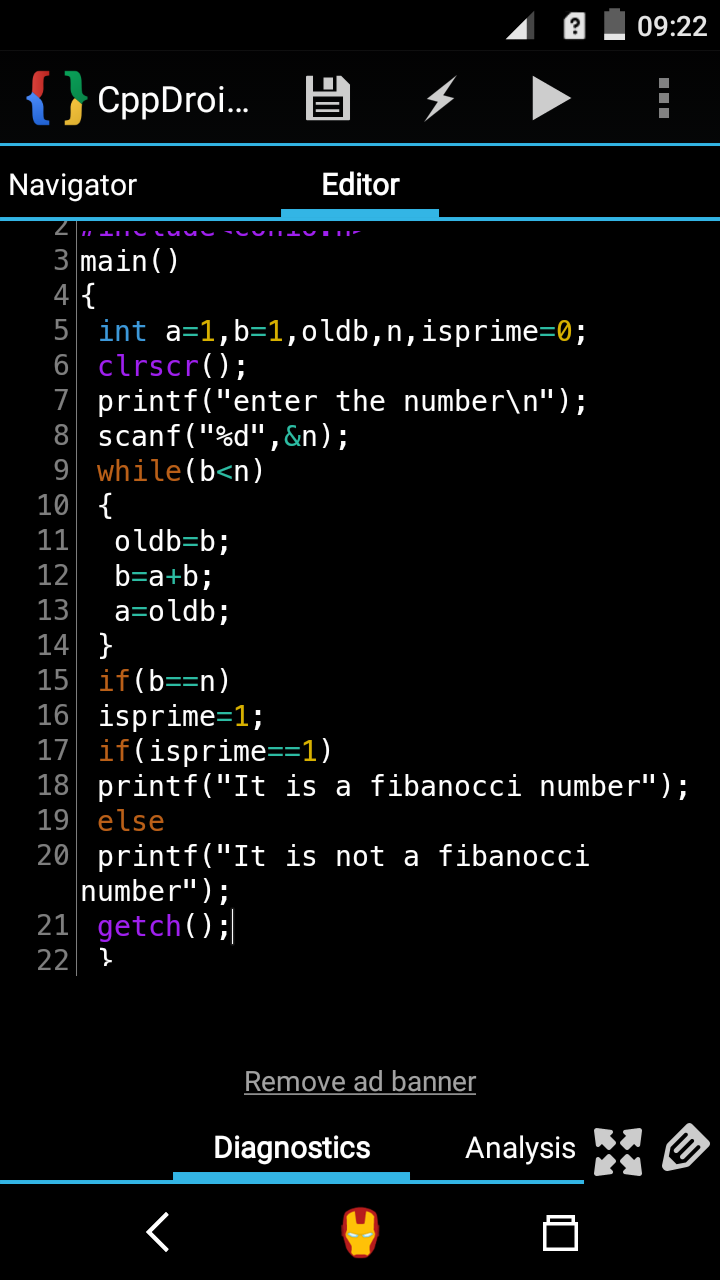 09:22
CppDroi...
Navigator Editor
2 #include<conio.h>
3 main()
4 {
5 int a=1,b=1,oldb,n,isprime=0;
6 clrscr();
7 printf("enter the number\n");
8 scanf("%d",&n);
9 while(b<n)
10 {
11 oldb=b;
12 b=a+b;
13 a=oldb;
14 }
15 if(b==n)
16 isprime=1;
17 if(isprime==1)
18 printf("It is a fibanocci number");
19 else
20 printf("It is not a fibanocci
number");
21 getch();
22 }
Remove ad banner
Diagnostics Analysis